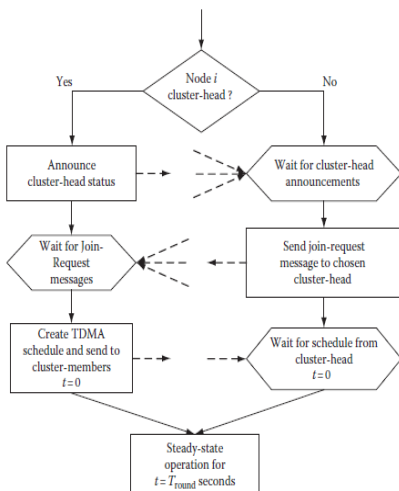 Node i
cluster-head ?
Yes
No
Announce
cluster-head status
Wait for cluster-head
announcements
Wait for Join-
Request
messages
Send join-request
message to chosen
cluster-head
Create TDMA
schedule and send to
cluster-members
t = 0
Wait for schedule from
cluster-head
t = 0
Steady-state
operation for
t = Tround seconds